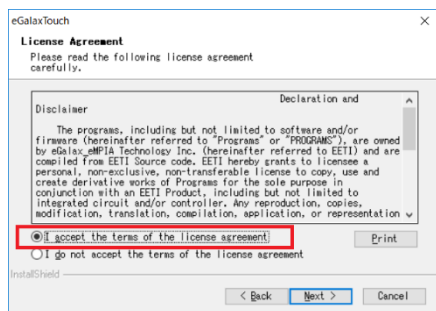 eGalaxTouch
License Agreement
Please read the following license agreement
carefully.
Declaration and
Disclaimer
The programs, including but not limited to software and/or
firmware (hereinafter referred to "Programs" or "PROGRAMS"), are owned
by eGalax_eMPIA Technology Inc. (hereinafter referred to EETI) and are
compiled from EETI Source code. EETI hereby grants to licensee a
personal, non-exclusive, non-transferable license to copy, use and
create derivative works of Programs for the sole purpose in
conjunction with an EETI Product, including but not limited to
integrated circuit and/or controller. Any reproduction, copies,
modification, translation, compilation, application, or representation
I accept the terms of the license agreement
Print
I do not accept the terms of the license agreement
InstallShield
< Back Next > Cancel